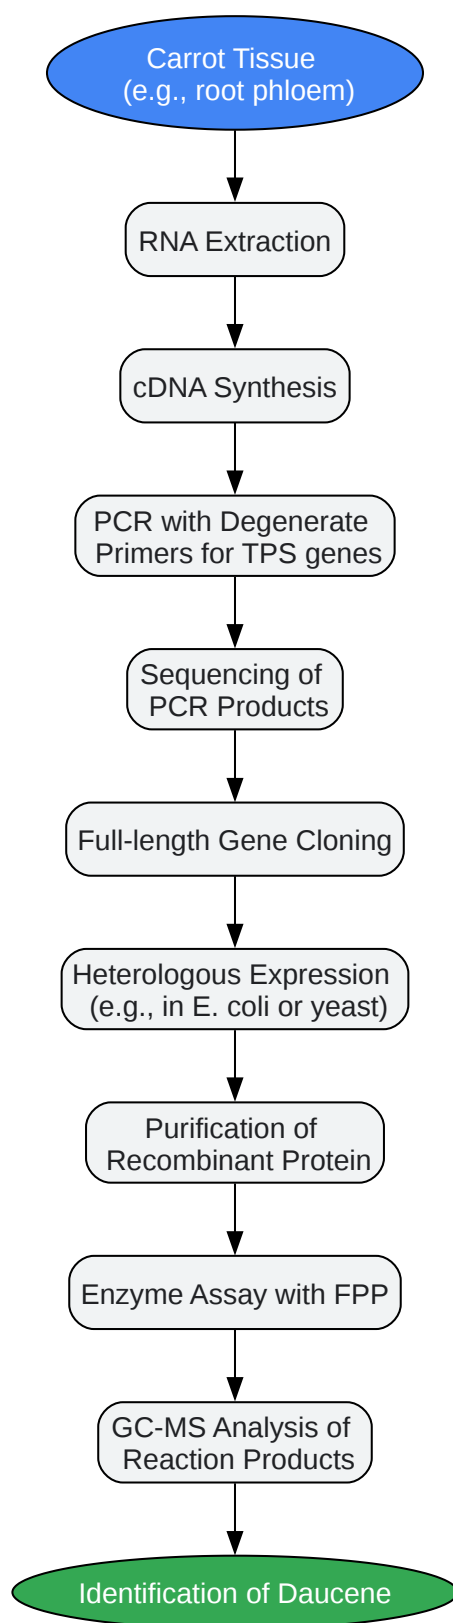 Carrot Tissue
(e.g., root phloem)
RNA Extraction
cDNA Synthesis
PCR with Degenerate
Primers for TPS genes
Sequencing of
PCR Products
Full-length Gene Cloning
Heterologous Expression
(e.g., in E. coli or yeast)
Purification of
Recombinant Protein
Enzyme Assay with FPP
GC-MS Analysis of
Reaction Products
Identification of Daucene